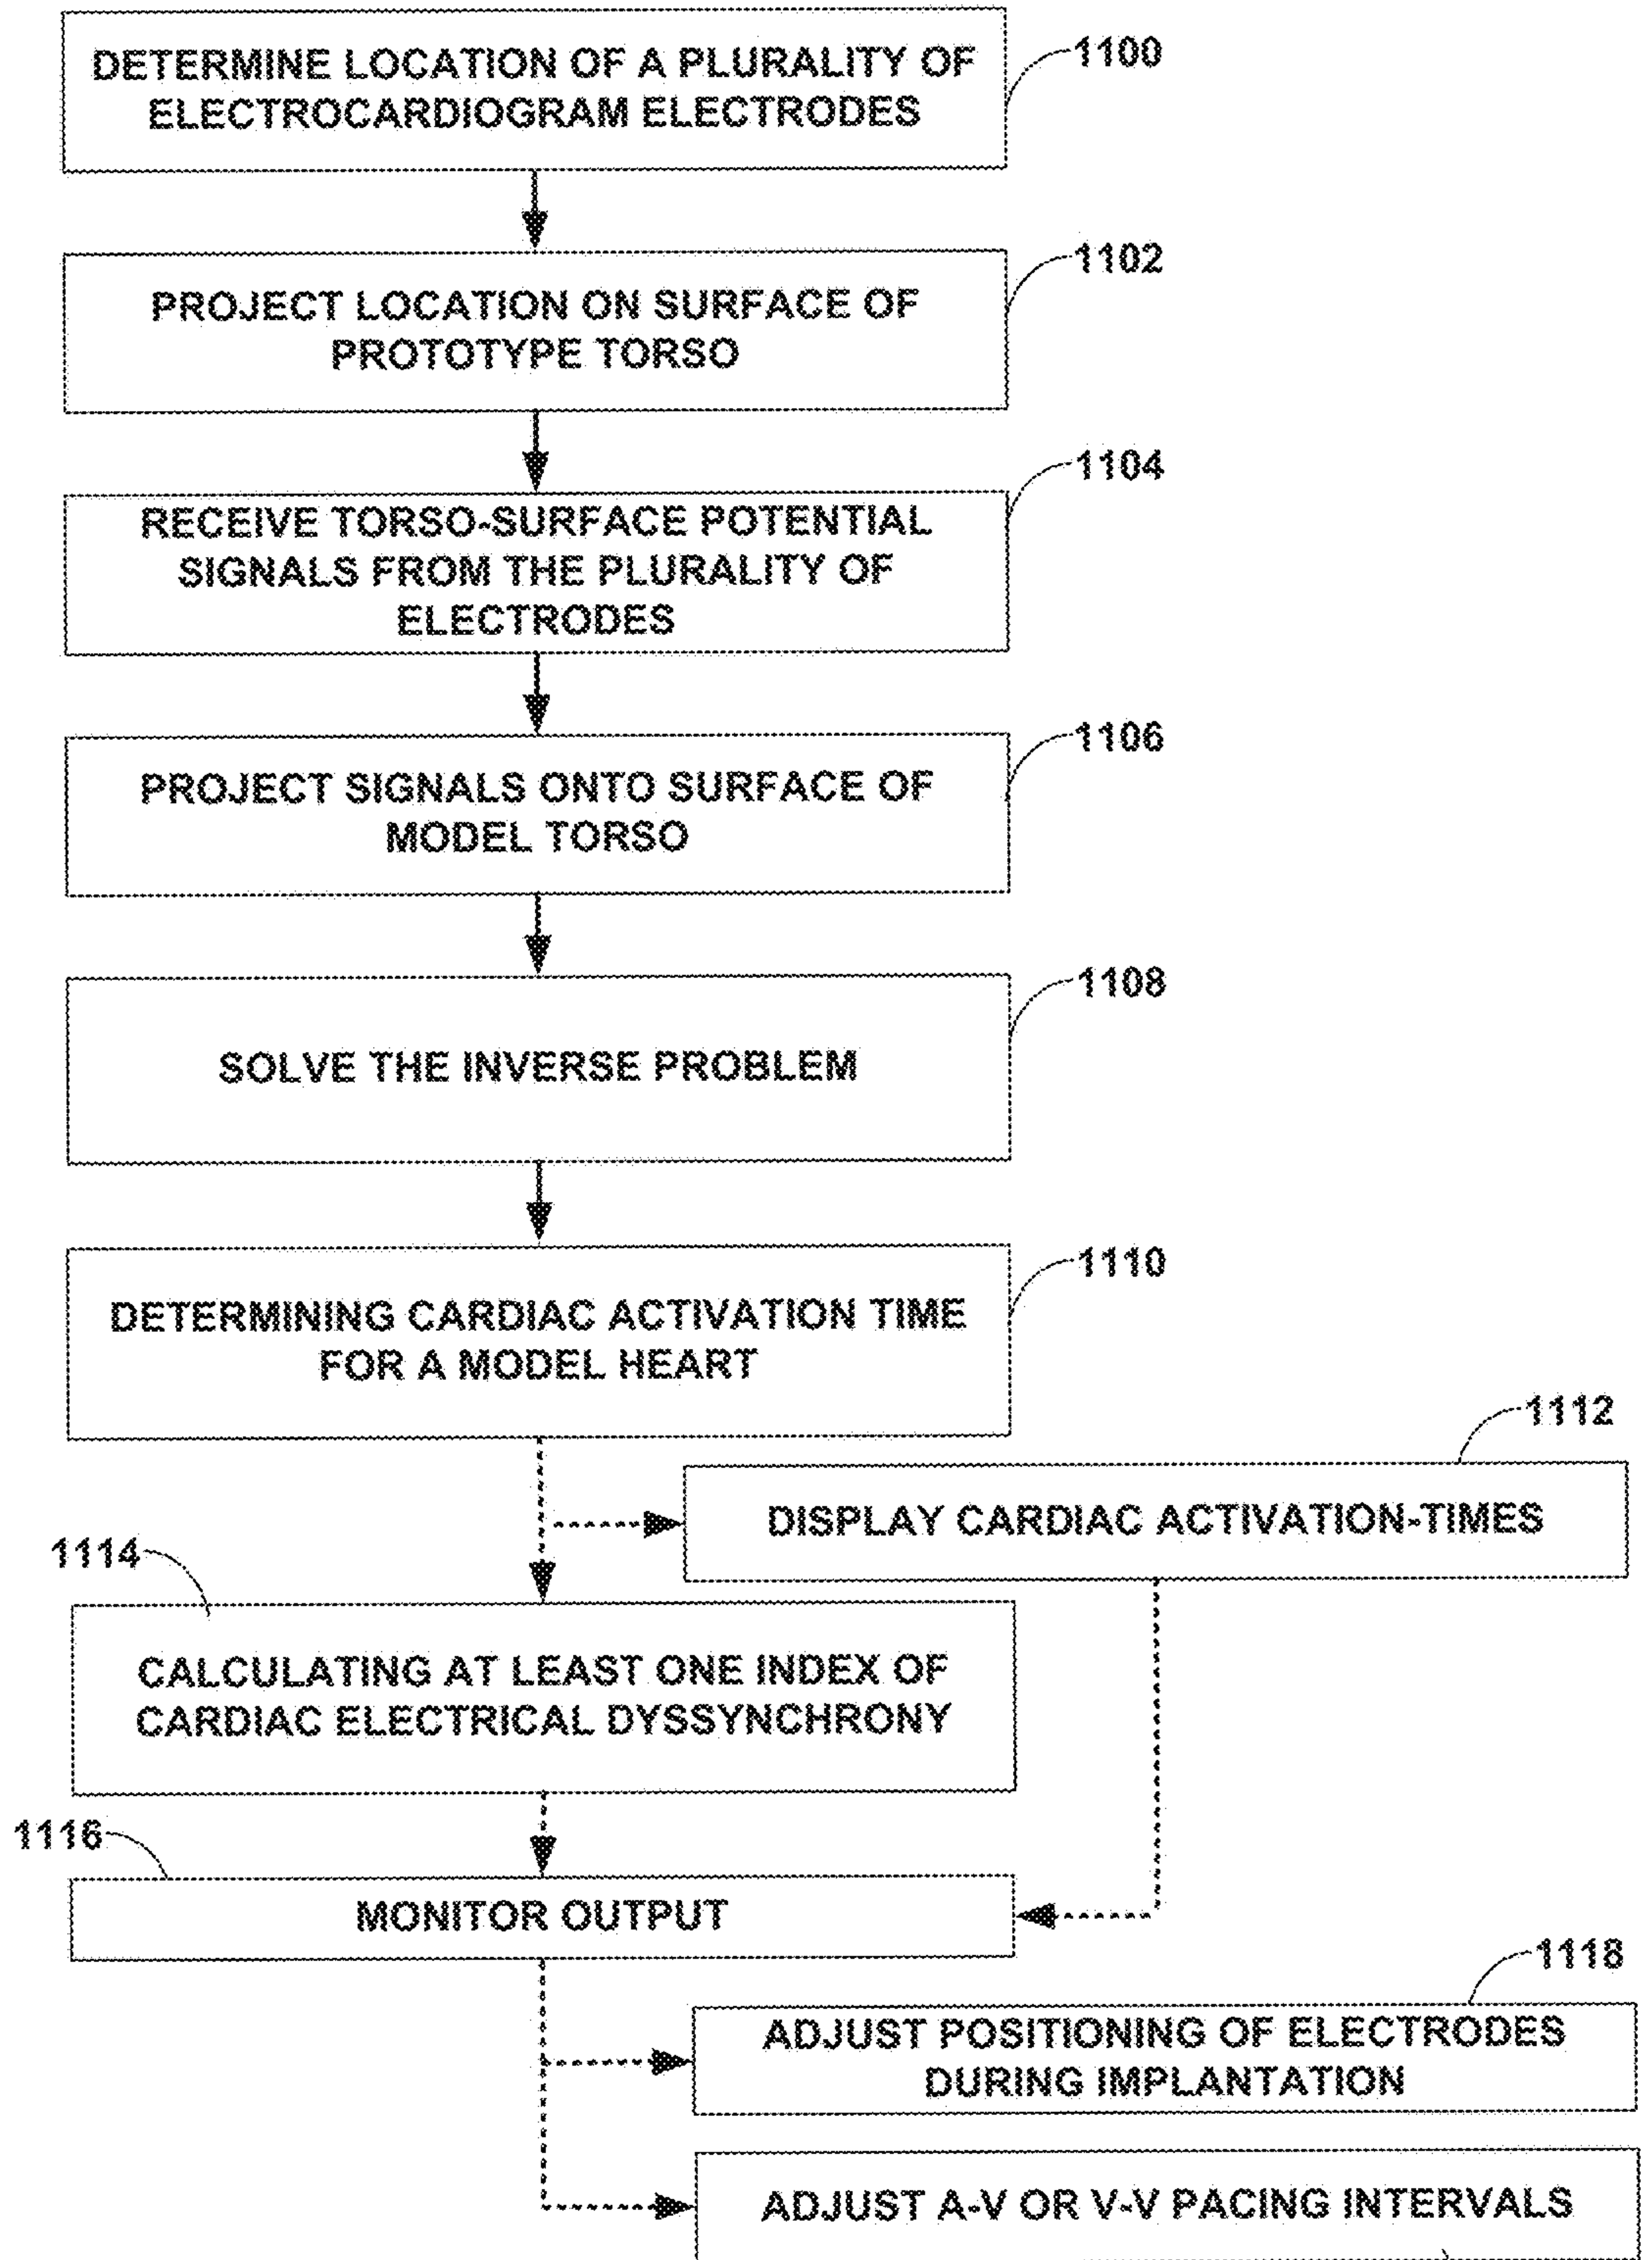 DETERMINE LOCATION OF A PLURALITY OF
ELECTROCARDIOGRAM ELECTRODES
1100
PROJECT LOCATION ON SURFACE OF
PROTOTYPE TORSO
1102
RECEIVE TORSO-SURFACE POTENTIAL
SIGNALS FROM THE PLURALITY OF
ELECTRODES
1104
PROJECT SIGNALS ONTO SURFACE OF
MODEL TORSO
1106
SOLVE THE INVERSE PROBLEM
1108
DETERMINING CARDIAC ACTIVATION TIME
FOR A MODEL HEART
1110
DISPLAY CARDIAC ACTIVATION-TIMES
1112
1114
CALCULATING AT LEAST ONE INDEX OF
CARDIAC ELECTRICAL DYSSYNCHRONY
1116
MONITOR OUTPUT
1118
ADJUST POSITIONING OF ELECTRODES
DURING IMPLANTATION
ADJUST A-V OR V-V PACING INTERVALS